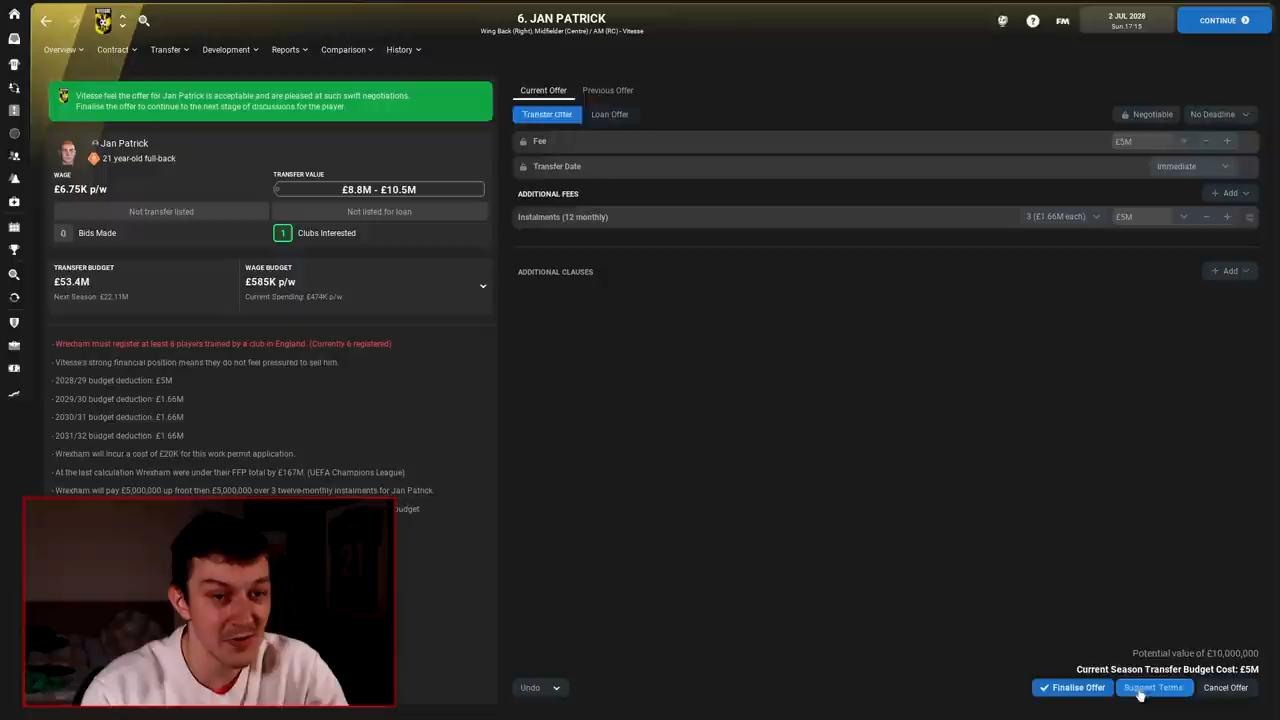 6. JAN PATRICK
Wing Back (Right), Midfielder (Centre) / AM (RC) - Vitesse
FM
2 JUL 2028
Sun 17:15
CONTINUE
Overview
Contract
Transfer
Development
Reports
Comparison
History
Vitesse feel the offer for Jan Patrick is acceptable and are pleased at such swift negotiations.
Finalise the offer to continue to the next stage of discussions for the player.
Jan Patrick
21 year-old full-back
WAGE
£6.75K p/w
TRANSFER VALUE
£8.8M - £10.5M
Not transfer listed
Not listed for loan
0 Bids Made
1 Clubs Interested
TRANSFER BUDGET
£53.4M
Next Season: £22.11M
WAGE BUDGET
£585K p/w
Current Spending: £474K p/w
- Wrexham must register at least 6 players trained by a club in England. (Currently 6 registered)
- Vitesse's strong financial position means they do not feel pressured to sell him.
- 2028/29 budget deduction: £5M
- 2029/30 budget deduction: £1.66M
- 2030/31 budget deduction: £1.66M
- 2031/32 budget deduction: £1.66M
- Wrexham will incur a cost of £20K for this work permit application.
- At the last calculation Wrexham were under their FFP total by £167M. (UEFA Champions League)
- Wrexham will pay £5,000,000 up front then £5,000,000 over 3 twelve-monthly instalments for Jan Patrick.
budget
21
Current Offer
Previous Offer
Transfer Offer
Loan Offer
Negotiable
No Deadline
Fee
£5M
Transfer Date
Immediate
ADDITIONAL FEES
+ Add
Instalments (12 monthly)
3 (£1.66M each)
£5M
ADDITIONAL CLAUSES
+ Add
Potential value of £10,000,000
Current Season Transfer Budget Cost: £5M
Undo
Finalise Offer
Suggest Terms
Cancel Offer